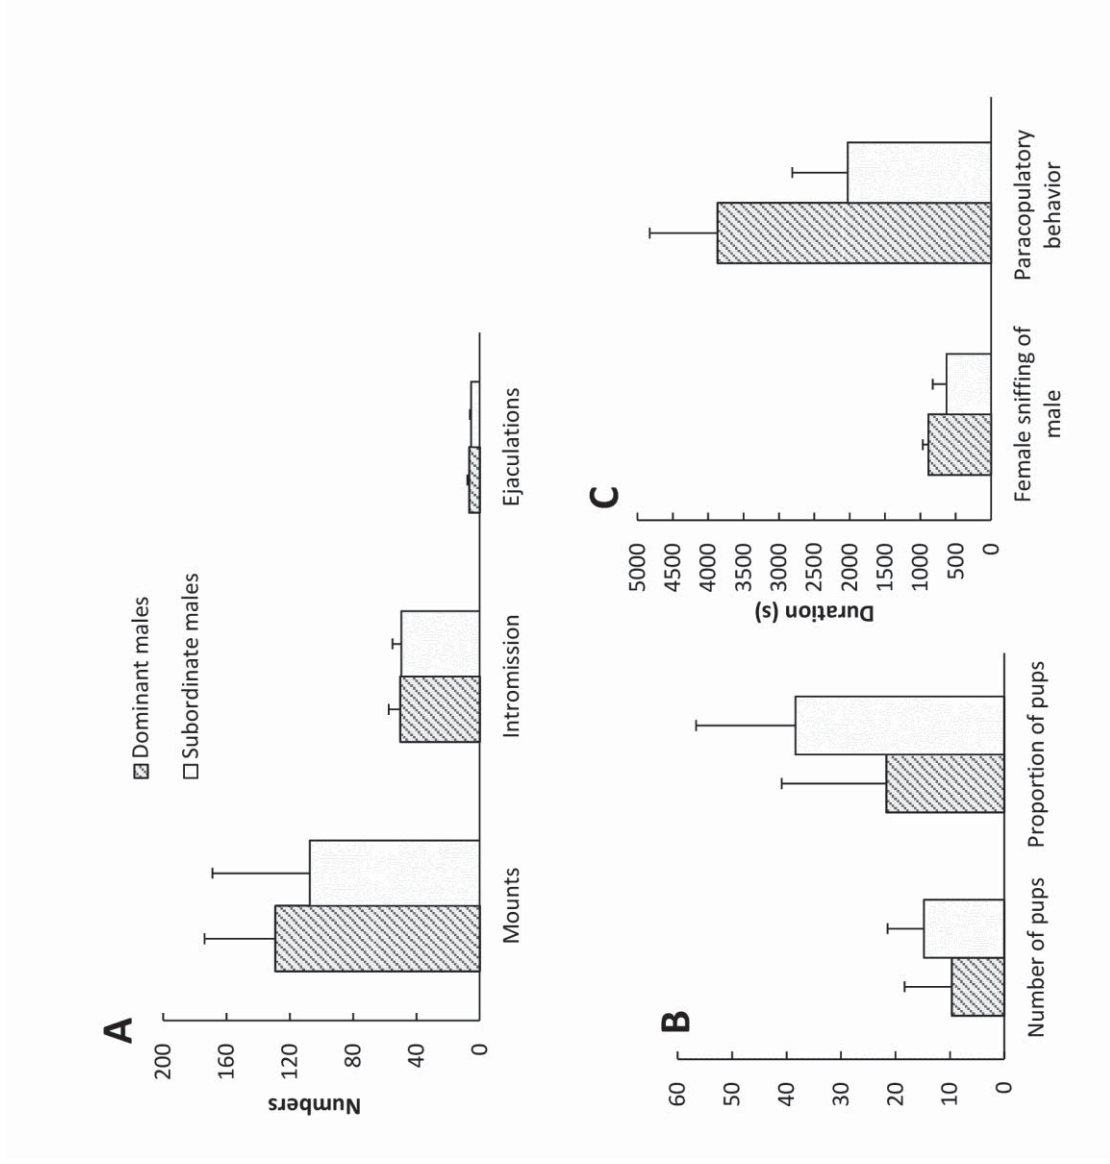 A
Dominant males
Subordinate males
Numbers
200
160
120
80
40
0
Mounts
Intromission
Ejaculations
B
60
50
40
30
20
10
0
Number of pups
Proportion of pups
C
Duration (s)
5000
4500
4000
3500
3000
2500
2000
1500
1000
500
0
Female sniffing of
male
Paracopulatory
behavior